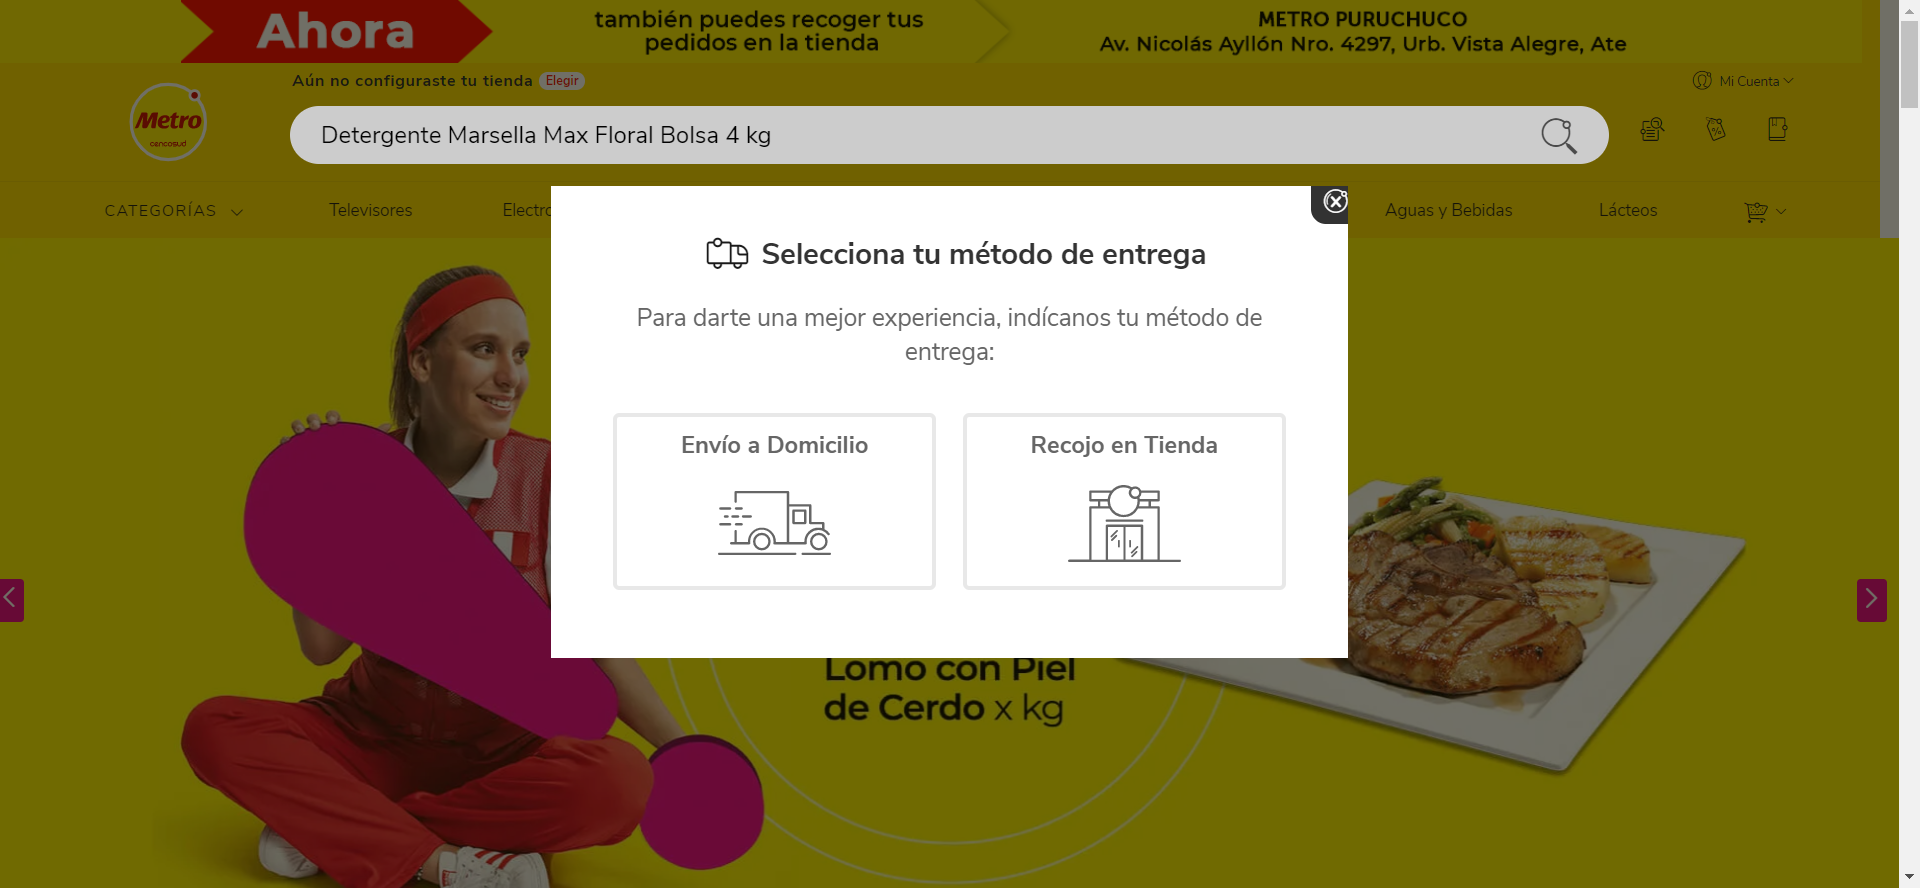 Ahora
también puedes recoger tus
pedidos en la tienda
METRO PURUCHUCO
Av. Nicolás Ayllón Nro. 4297, Urb. Vista Alegre, Ate
Aún no configuraste tu tienda Elegir
Mi Cuenta
Metro
cencosud
Detergente Marsella Max Floral Bolsa 4 kg
%
CATEGORÍAS
Televisores
Electro
Aguas y Bebidas
Lácteos
Selecciona tu método de entrega
Para darte una mejor experiencia, indícanos tu método de
entrega:
Envío a Domicilio
Recojo en Tienda
Lomo con Piel
de Cerdo x kg